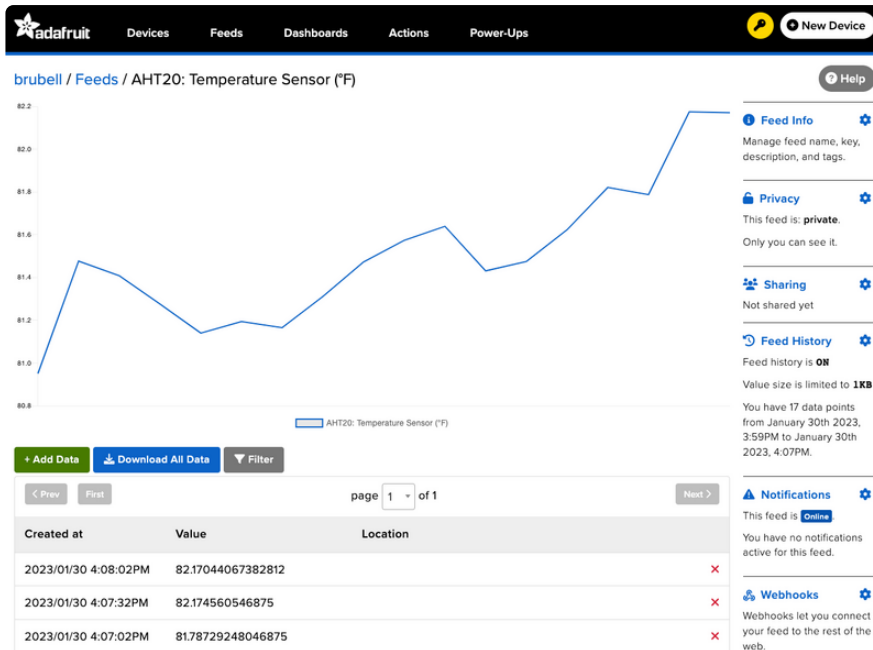 adafruit Devices Feeds Dashboards Actions Power-Ups New Device
brubell / Feeds / AHT20: Temperature Sensor (°F)
Help
82.2
82.0
81.8
81.6
81.4
81.2
81.0
80.8
AHT20: Temperature Sensor (°F)
+ Add Data Download All Data Filter
< Prev First page 1 of 1 Next >
Created at Value Location
2023/01/30 4:08:02PM 82.17044067382812 ×
2023/01/30 4:07:32PM 82.174560546875 ×
2023/01/30 4:07:02PM 81.78729248046875 ×
Feed Info
Manage feed name, key,
description, and tags.
Privacy
This feed is: private.
Only you can see it.
Sharing
Not shared yet
Feed History
Feed history is ON
Value size is limited to 1KB
You have 17 data points
from January 30th 2023,
3:59PM to January 30th
2023, 4:07PM.
Notifications
This feed is Online.
You have no notifications
active for this feed.
Webhooks
Webhooks let you connect
your feed to the rest of the
web.